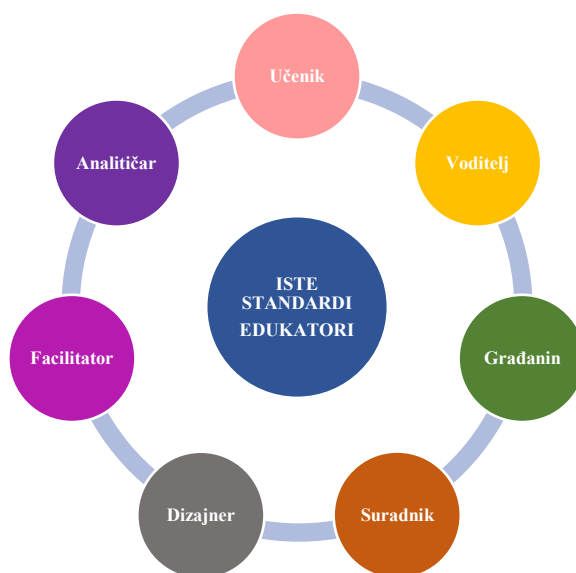 Učenik
Voditelj
Građanin
Suradnik
Dizajner
Facilitator
Analitičar
ISTE
STANDARDI
EDUKATORI